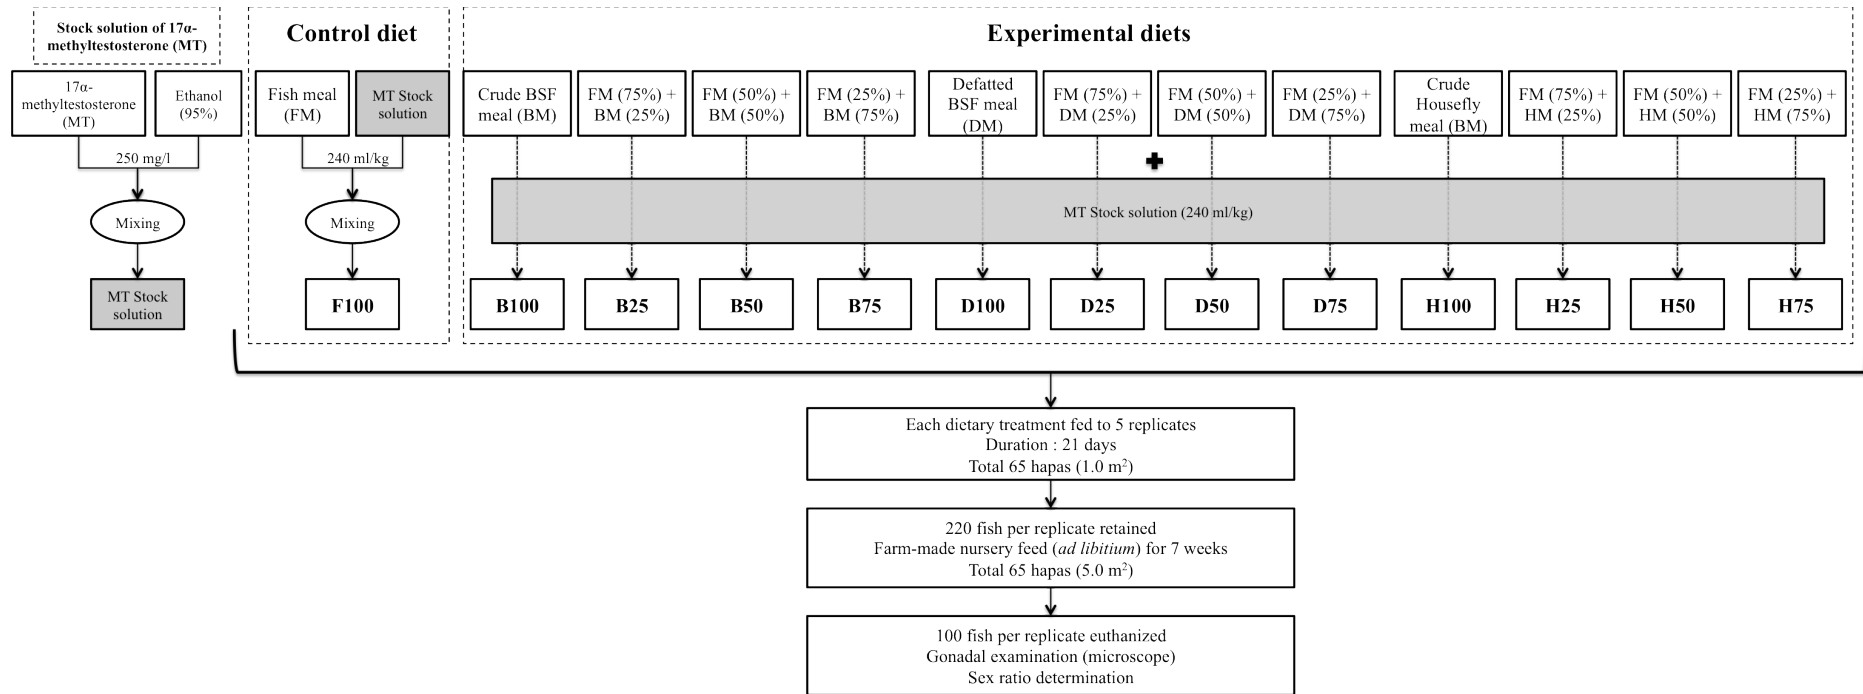 Stock solution of 17α-
methyltestosterone (MT)
Control diet
Experimental diets
17α-
methyltestosterone
(MT)
Ethanol
(95%)
Fish meal
(FM)
MT Stock
solution
Crude BSF
meal (BM)
FM (75%) +
BM (25%)
FM (50%) +
BM (50%)
FM (25%) +
BM (75%)
Defatted
BSF meal
(DM)
FM (75%) +
DM (25%)
FM (50%) +
DM (50%)
FM (25%) +
DM (75%)
Crude
Housefly
meal (BM)
FM (75%) +
HM (25%)
FM (50%) +
HM (50%)
FM (25%) +
HM (75%)
250 mg/l
240 ml/kg
Mixing
Mixing
MT Stock solution (240 ml/kg)
MT Stock
solution
F100
B100
B25
B50
B75
D100
D25
D50
D75
H100
H25
H50
H75
Each dietary treatment fed to 5 replicates
Duration : 21 days
Total 65 hapas (1.0 m²)
220 fish per replicate retained
Farm-made nursery feed (ad libitium) for 7 weeks
Total 65 hapas (5.0 m²)
100 fish per replicate euthanized
Gonadal examination (microscope)
Sex ratio determination